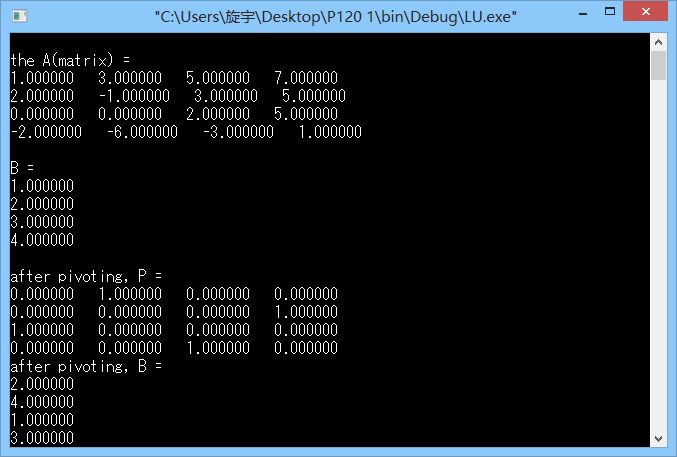 "C:\Users\旋宇\Desktop\P120 1\bin\Debug\LU.exe"
the A(matrix) =
1.000000 3.000000 5.000000 7.000000
2.000000 -1.000000 3.000000 5.000000
0.000000 0.000000 2.000000 5.000000
-2.000000 -6.000000 -3.000000 1.000000
B =
1.000000
2.000000
3.000000
4.000000
after pivoting, P =
0.000000 1.000000 0.000000 0.000000
0.000000 0.000000 0.000000 1.000000
1.000000 0.000000 0.000000 0.000000
0.000000 0.000000 1.000000 0.000000
after pivoting, B =
2.000000
4.000000
1.000000
3.000000